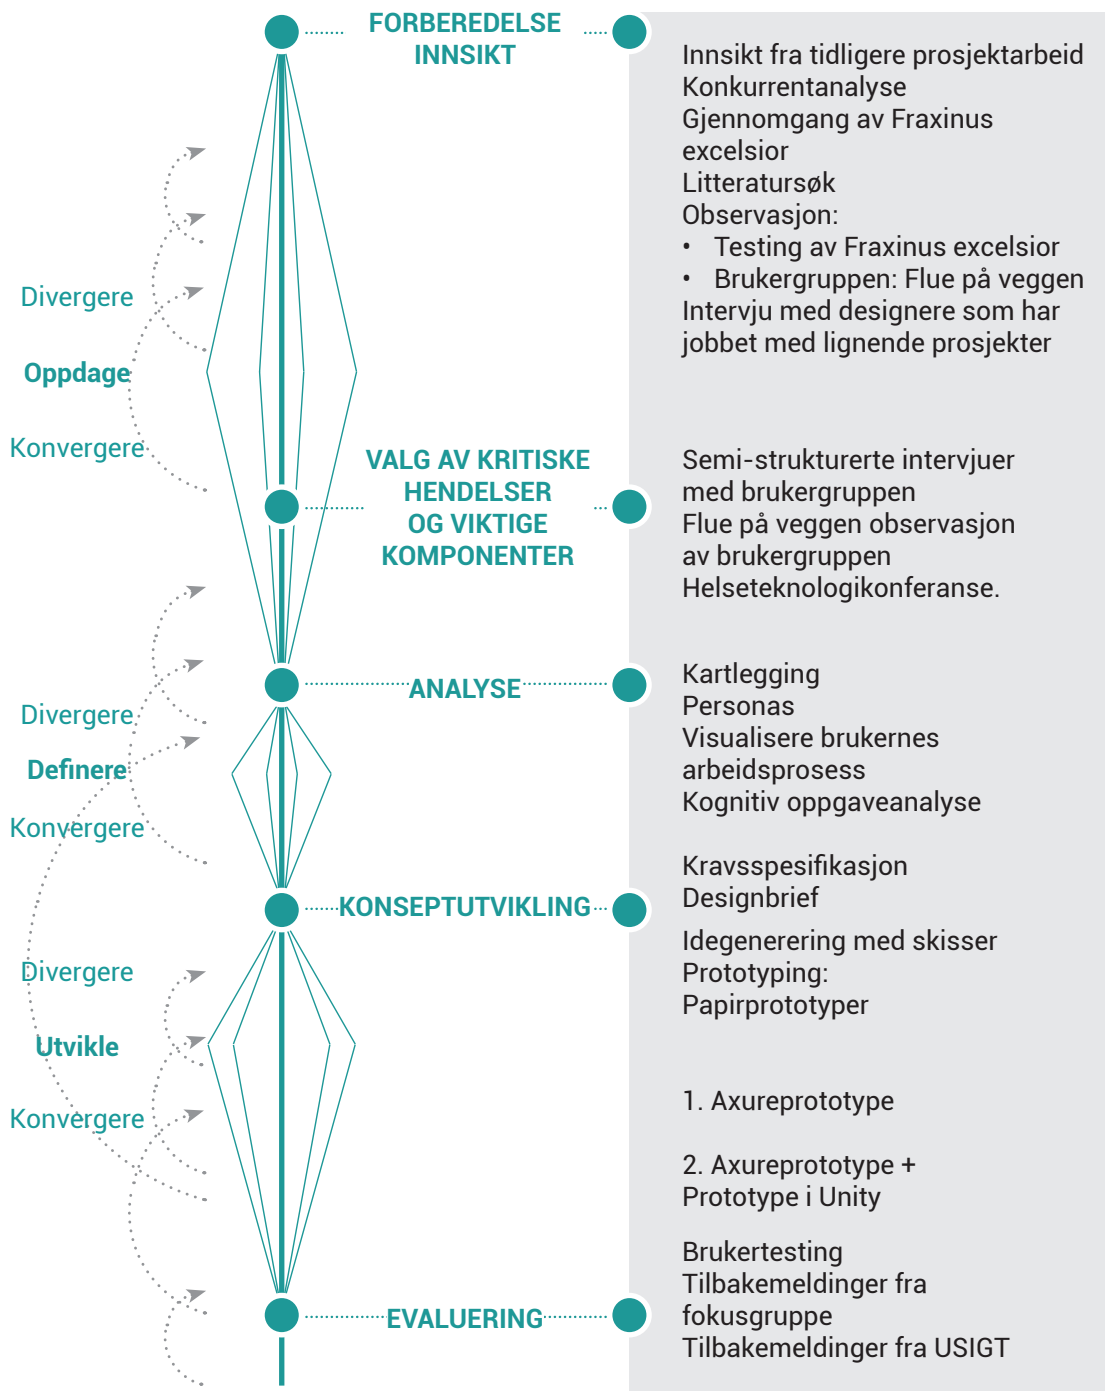 FORBEREDELSE
INNSIKT
Innsikt fra tidligere prosjektarbeid
Konkurrentanalyse
Gjennomgang av Fraxinus
excelsior
Litteratursøk
Observasjon:
• Testing av Fraxinus excelsior
• Brukergruppen: Flue på veggen
Intervju med designere som har
jobbet med lignende prosjekter
Divergere
Oppdage
Konvergere
VALG AV KRITISKE
HENDELSER
OG VIKTIGE
KOMPONENTER
Semi-strukturerte intervjuer
med brukergruppen
Flue på veggen observasjon
av brukergruppen
Helseteknologikonferanse.
ANALYSE
Kartlegging
Personas
Visualisere brukernes
arbeidsprosess
Kognitiv oppgaveanalyse
Divergere
Definere
Konvergere
Kravsspesifikasjon
Designbrief
KONSEPTUTVIKLING
Idegenerering med skisser
Prototyping:
Papirprototyper
Divergere
Utvikle
Konvergere
1. Axureprototype
2. Axureprototype +
Prototype i Unity
Brukertesting
Tilbakemeldinger fra
fokusgruppe
Tilbakemeldinger fra USIGT
EVALUERING